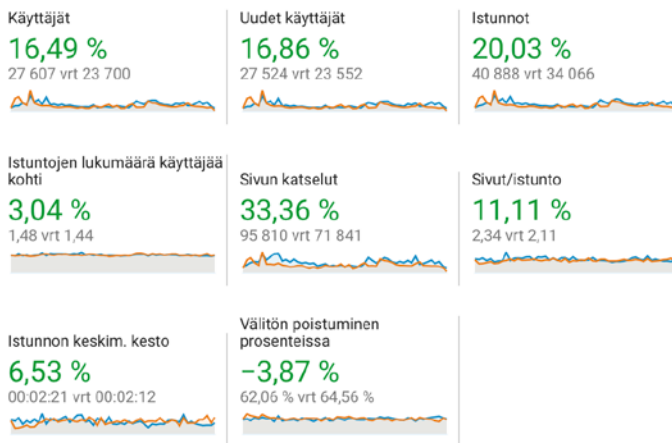 Käyttäjät
16,49 %
27 607 vrt 23 700
Uudet käyttäjät
16,86 %
27 524 vrt 23 552
Istunnot
20,03 %
40 888 vrt 34 066
Istuntojen lukumäärä käyttäjää
kohti
3,04 %
1,48 vrt 1,44
Sivun katselut
33,36 %
95 810 vrt 71 841
Sivut/istunto
11,11 %
2,34 vrt 2,11
Istunnon keskim. kesto
6,53 %
00:02:21 vrt 00:02:12
Välitön poistuminen
prosenteissa
−3,87 %
62,06 % vrt 64,56 %